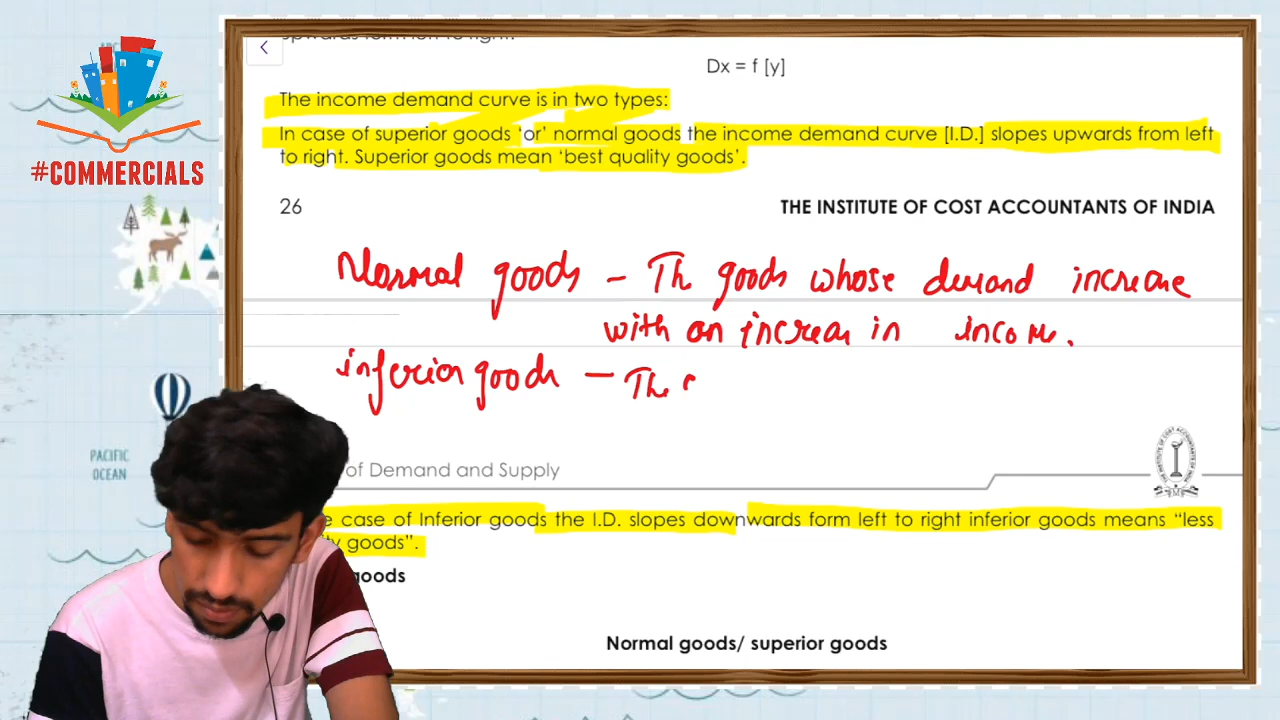 #COMMERCIALS
Dx = f [y]
The income demand curve is in two types:
In case of superior goods ‘or’ normal goods the income demand curve [I.D.] slopes upwards from left
to right. Superior goods mean ‘best quality goods’.
26
THE INSTITUTE OF COST ACCOUNTANTS OF INDIA
Normal goods – Th goods whose demand increase
with an increas in income.
inferior goods – The
PACIFIC
OCEAN
of Demand and Supply
case of Inferior goods the I.D. slopes downwards form left to right inferior goods means “less
goods”.
goods
Normal goods/ superior goods